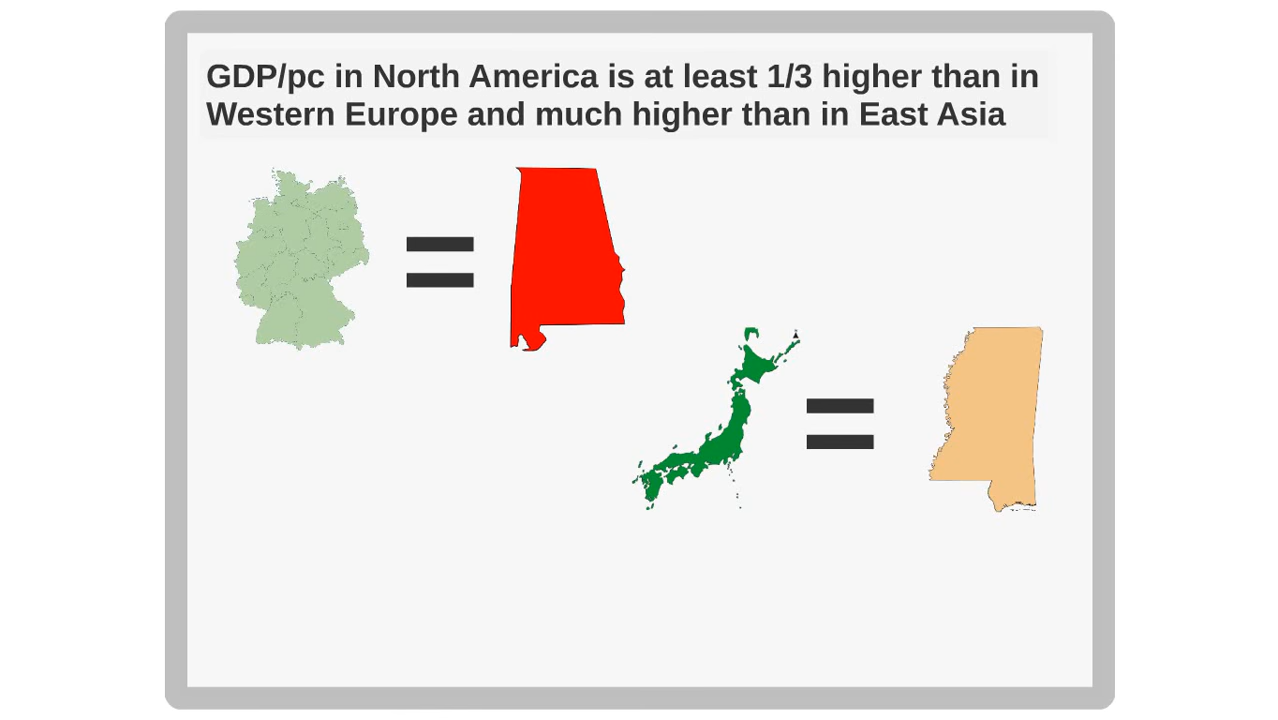 GDP/pc in North America is at least 1/3 higher than in
Western Europe and much higher than in East Asia